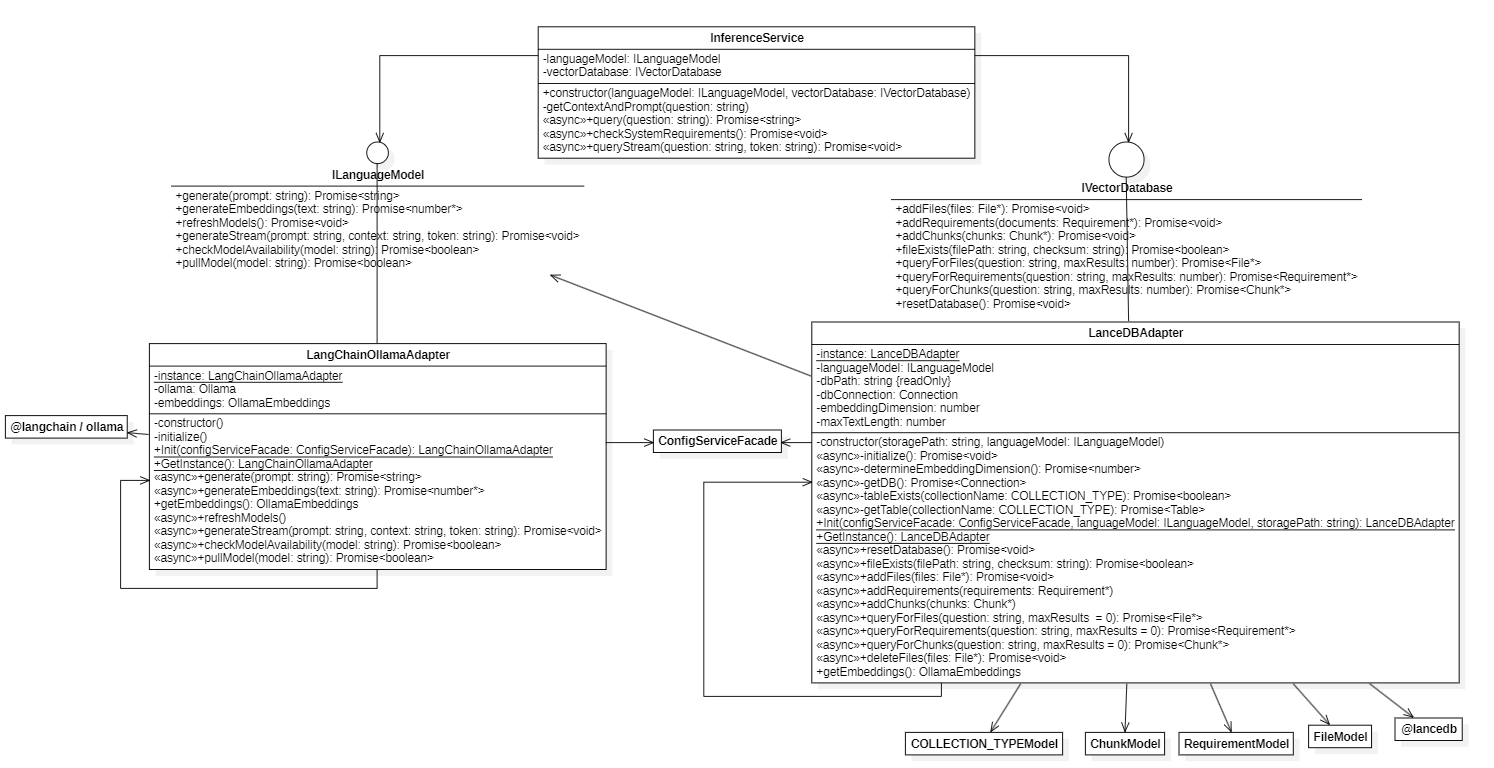 InferenceService
-languageModel: ILanguageModel
-vectorDatabase: IVectorDatabase
+constructor(languageModel: ILanguageModel, vectorDatabase: IVectorDatabase)
-getContextAndPrompt(question: string)
«async»+query(question: string): Promise<string>
«async»+checkSystemRequirements(): Promise<void>
«async»+queryStream(question: string, token: string): Promise<void>
ILanguageModel
+generate(prompt: string): Promise<string>
+generateEmbeddings(text: string): Promise<number*>
+refreshModels(): Promise<void>
+generateStream(prompt: string, context: string, token: string): Promise<void>
+checkModelAvailability(model: string): Promise<boolean>
+pullModel(model: string): Promise<boolean>
IVectorDatabase
+addFiles(files: File*): Promise<void>
+addRequirements(documents: Requirement*): Promise<void>
+addChunks(chunks: Chunk*): Promise<void>
+fileExists(filePath: string, checksum: string): Promise<boolean>
+queryForFiles(question: string, maxResults: number): Promise<File*>
+queryForRequirements(question: string, maxResults: number): Promise<Requirement*>
+queryForChunks(question: string, maxResults: number): Promise<Chunk*>
+resetDatabase(): Promise<void>
LangChainOllamaAdapter
-instance: LangChainOllamaAdapter
-ollama: Ollama
-embeddings: OllamaEmbeddings
-constructor()
-initialize()
+Init(configServiceFacade: ConfigServiceFacade): LangChainOllamaAdapter
+GetInstance(): LangChainOllamaAdapter
«async»+generate(prompt: string): Promise<string>
«async»+generateEmbeddings(text: string): Promise<number*>
+getEmbeddings(): OllamaEmbeddings
«async»+refreshModels()
«async»+generateStream(prompt: string, context: string, token: string): Promise<void>
«async»+checkModelAvailability(model: string): Promise<boolean>
«async»+pullModel(model: string): Promise<boolean>
@langchain / ollama
ConfigServiceFacade
LanceDBAdapter
-instance: LanceDBAdapter
-languageModel: ILanguageModel
-dbPath: string {readOnly}
-dbConnection: Connection
-embeddingDimension: number
-maxTextLength: number
-constructor(storagePath: string, languageModel: ILanguageModel)
«async»-initialize(): Promise<void>
«async»-determineEmbeddingDimension(): Promise<number>
«async»-getDB(): Promise<Connection>
«async»-tableExists(collectionName: COLLECTION_TYPE): Promise<boolean>
«async»-getTable(collectionName: COLLECTION_TYPE): Promise<Table>
+Init(configServiceFacade: ConfigServiceFacade, languageModel: ILanguageModel, storagePath: string): LanceDBAdapter
+GetInstance(): LanceDBAdapter
«async»+resetDatabase(): Promise<void>
«async»+fileExists(filePath: string, checksum: string): Promise<boolean>
«async»+addFiles(files: File*): Promise<void>
«async»+addRequirements(requirements: Requirement*)
«async»+addChunks(chunks: Chunk*)
«async»+queryForFiles(question: string, maxResults  = 0): Promise<File*>
«async»+queryForRequirements(question: string, maxResults = 0): Promise<Requirement*>
«async»+queryForChunks(question: string, maxResults = 0): Promise<Chunk*>
«async»+deleteFiles(files: File*): Promise<void>
+getEmbeddings(): OllamaEmbeddings
COLLECTION_TYPEModel
ChunkModel
RequirementModel
FileModel
@lancedb